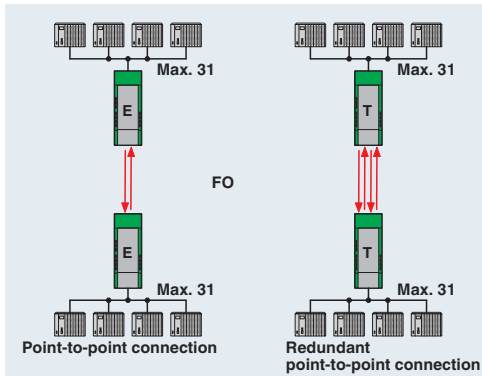 Max. 31
Max. 31
E
T
FO
E
T
Max. 31
Max. 31
Point-to-point connection
Redundant
point-to-point connection